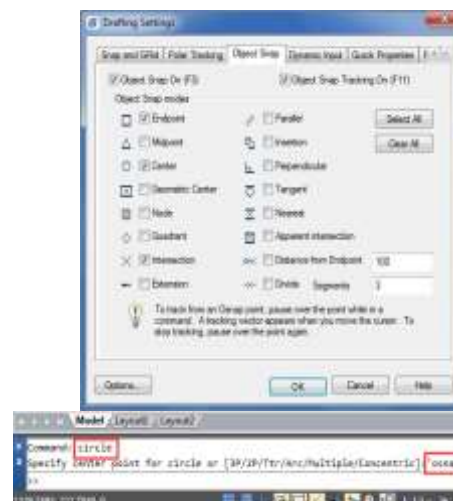 Drafting Settings
Snap and Grid Polar Tracking Object Snap Dynamic Input Quick Properties
Object Snap On (F3) Object Snap Tracking On (F11)
Object Snap modes
Endpoint Parallel Select All
Midpoint Insertion Clear All
Center Perpendicular
Geometric Center Tangent
Node Nearest
Quadrant Apparent intersection
Intersection Distance from Endpoint 100
Extension Divide Segments 3
To track from an Osnap point, pause over the point while in a
command. A tracking vector appears when you move the cursor. To
stop tracking, pause over the point again.
Options... OK Cancel Help
Model Layout1 Layout2
Command: circle
Specify center point for circle or [3P/2P/Ttr/Arc/Multiple/Concentric]:
>>